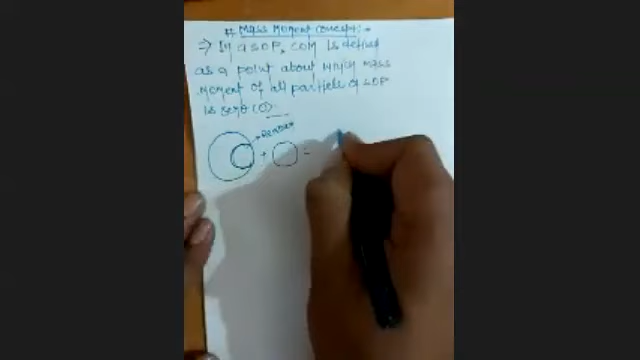 # Mass Moment Concept:-
⇒ In a SOP, COM is defined
as a point about which mass
moment of all particles of SOP
is zero (0).
→ Remove
+ =